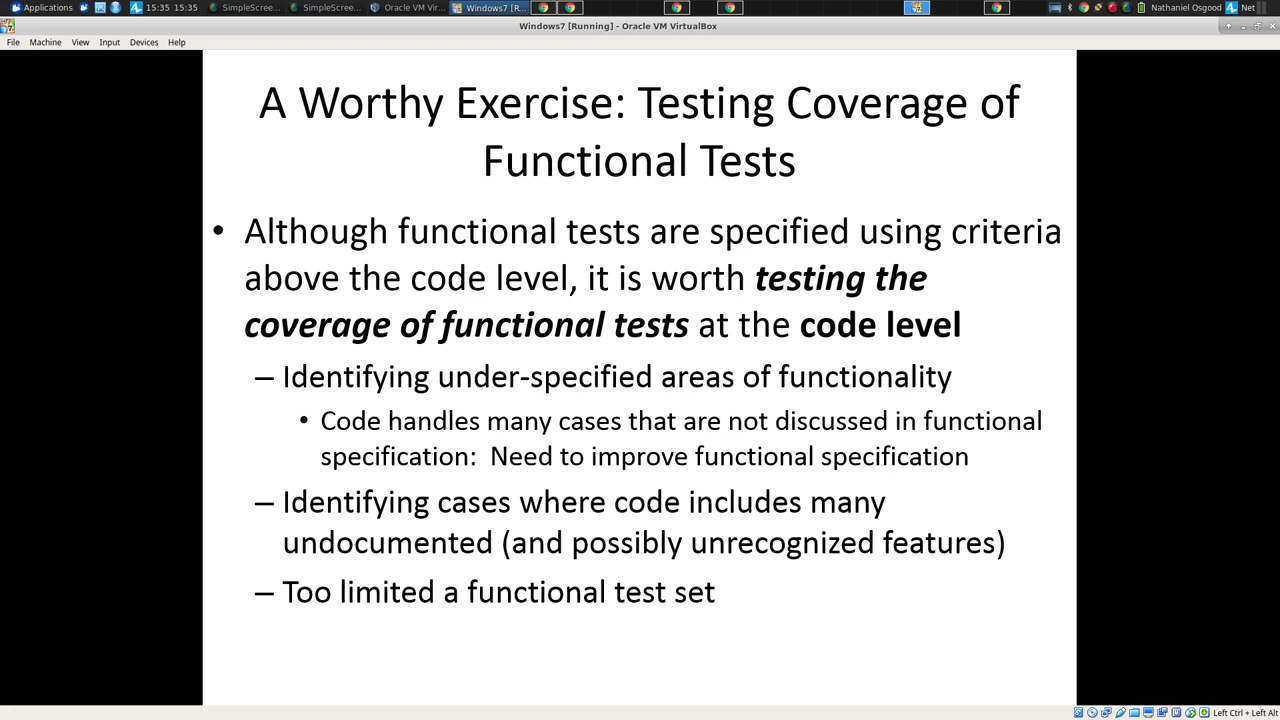 Applications 15:35 15:35 SimpleScree... SimpleScree... Oracle VM Vir... Windows7 [R... Nathaniel Osgood Net
Windows7 [Running] - Oracle VM VirtualBox
File Machine View Input Devices Help
A Worthy Exercise: Testing Coverage of
Functional Tests
• Although functional tests are specified using criteria
above the code level, it is worth testing the
coverage of functional tests at the code level
– Identifying under-specified areas of functionality
• Code handles many cases that are not discussed in functional
specification: Need to improve functional specification
– Identifying cases where code includes many
undocumented (and possibly unrecognized features)
– Too limited a functional test set
Left Ctrl + Left Alt